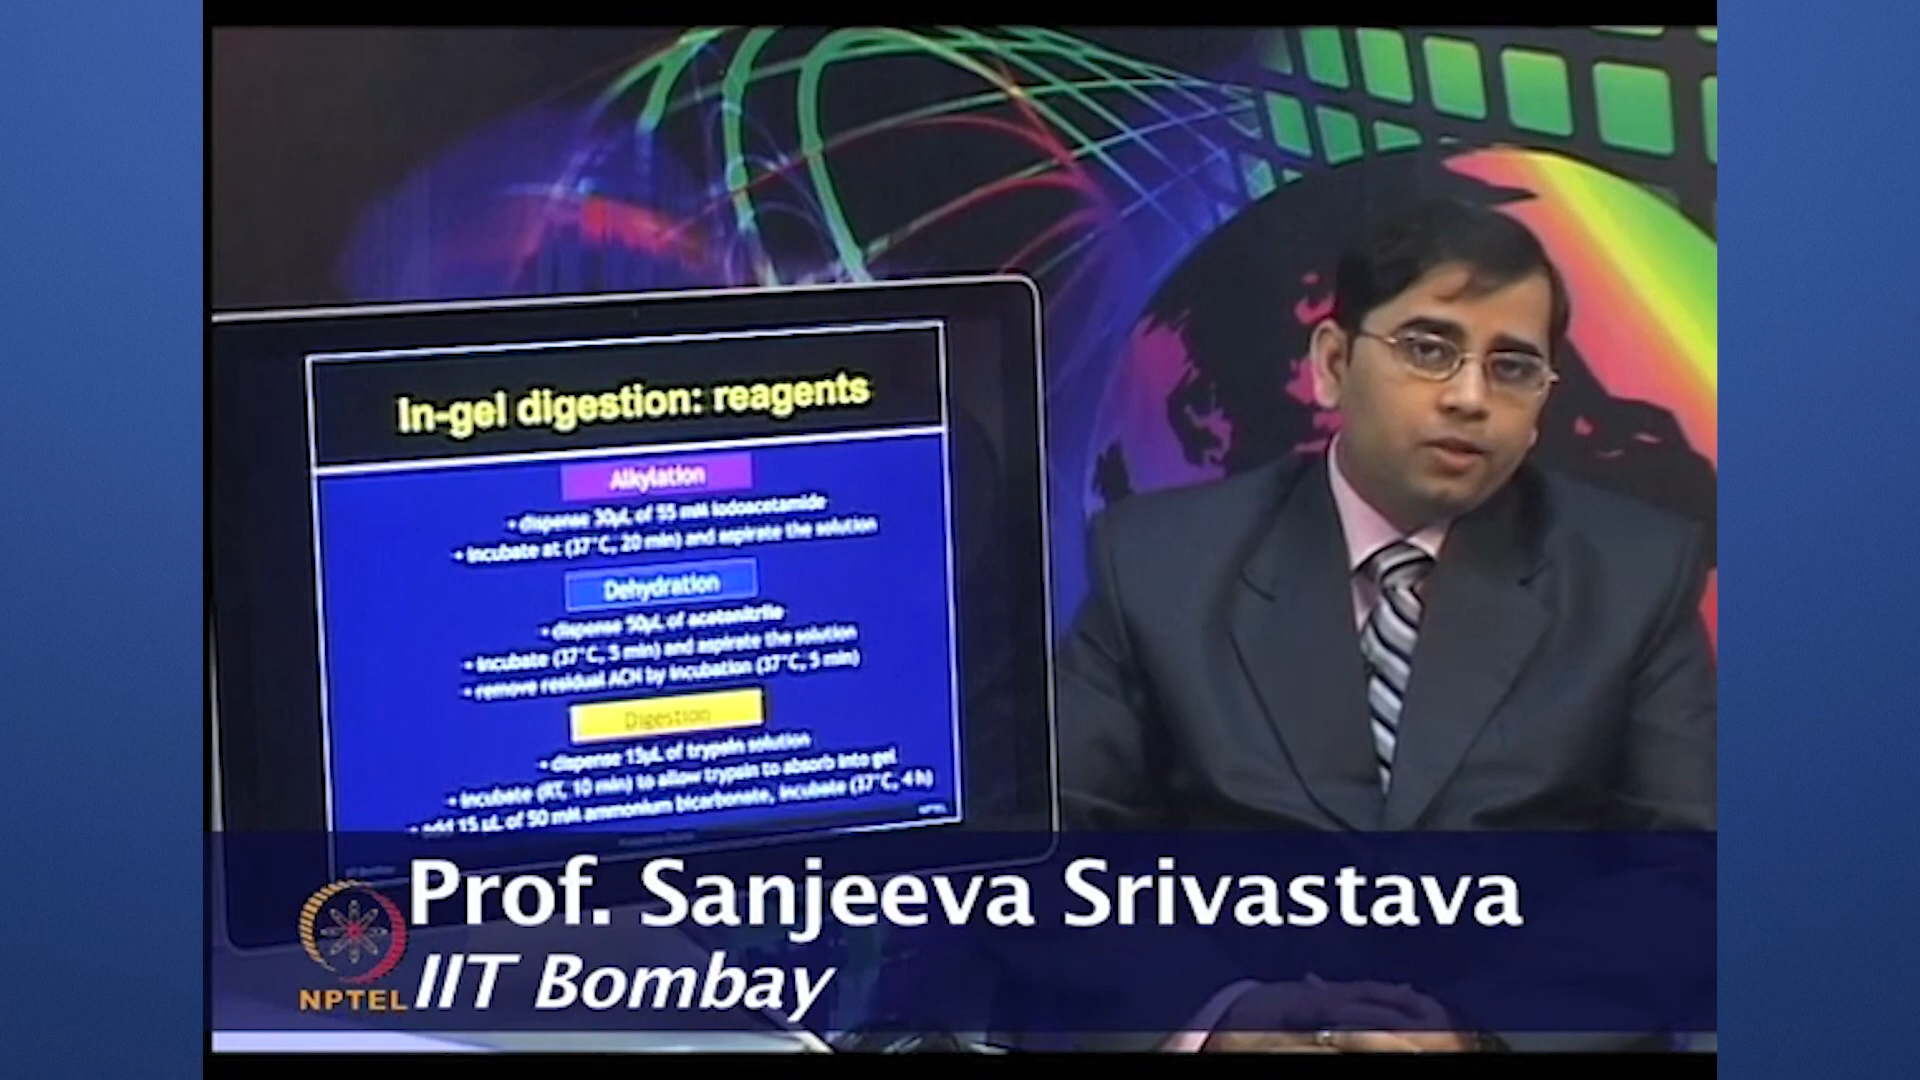 In-gel digestion: reagents
Alkylation
• dispense 30µL of 55 mM iodoacetamide
• incubate at (37°C, 20 min) and aspirate the solution
Dehydration
• dispense 50µL of acetonitrile
• incubate (37°C, 5 min) and aspirate the solution
• remove residual ACN by incubation (37°C, 5 min)
Digestion
• dispense 15µL of trypsin solution
• incubate (RT, 10 min) to allow trypsin to absorb into gel
• add 15 µL of 50 mM ammonium bicarbonate, incubate (37°C, 4 h)
NPTEL
Prof. Sanjeeva Srivastava
IIT Bombay
NPTEL